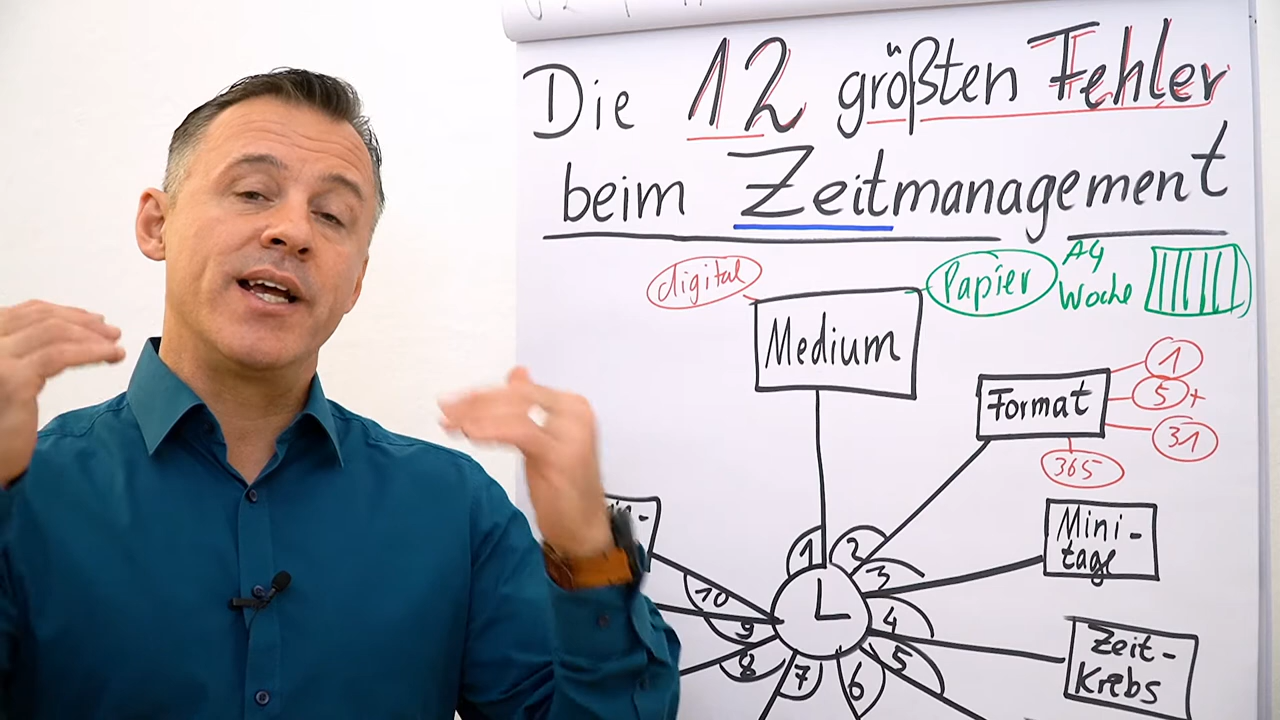 Die 12 größten Fehler
beim Zeitmanagement
digital
Papier
A4
Woche
Medium
Format
1
5+
31
365
Mini-
tage
Zeit-
Krebs
1
2
3
4
5
6
7
8
9
10